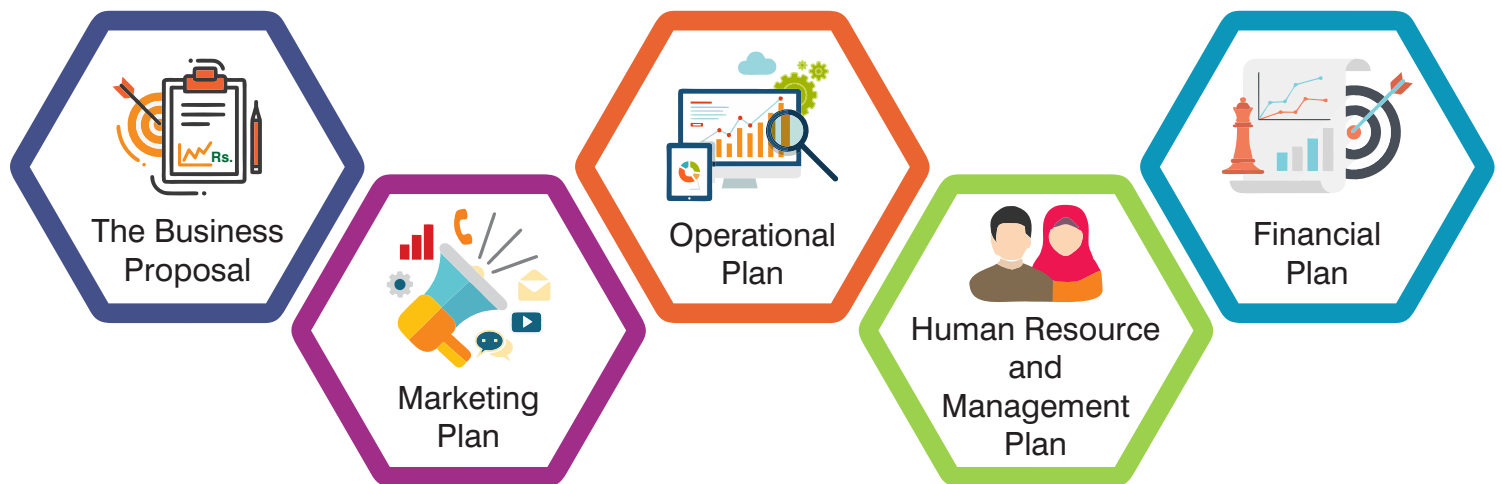 Rs.
The Business
Proposal
Marketing
Plan
Operational
Plan
Human Resource
and
Management
Plan
Financial
Plan